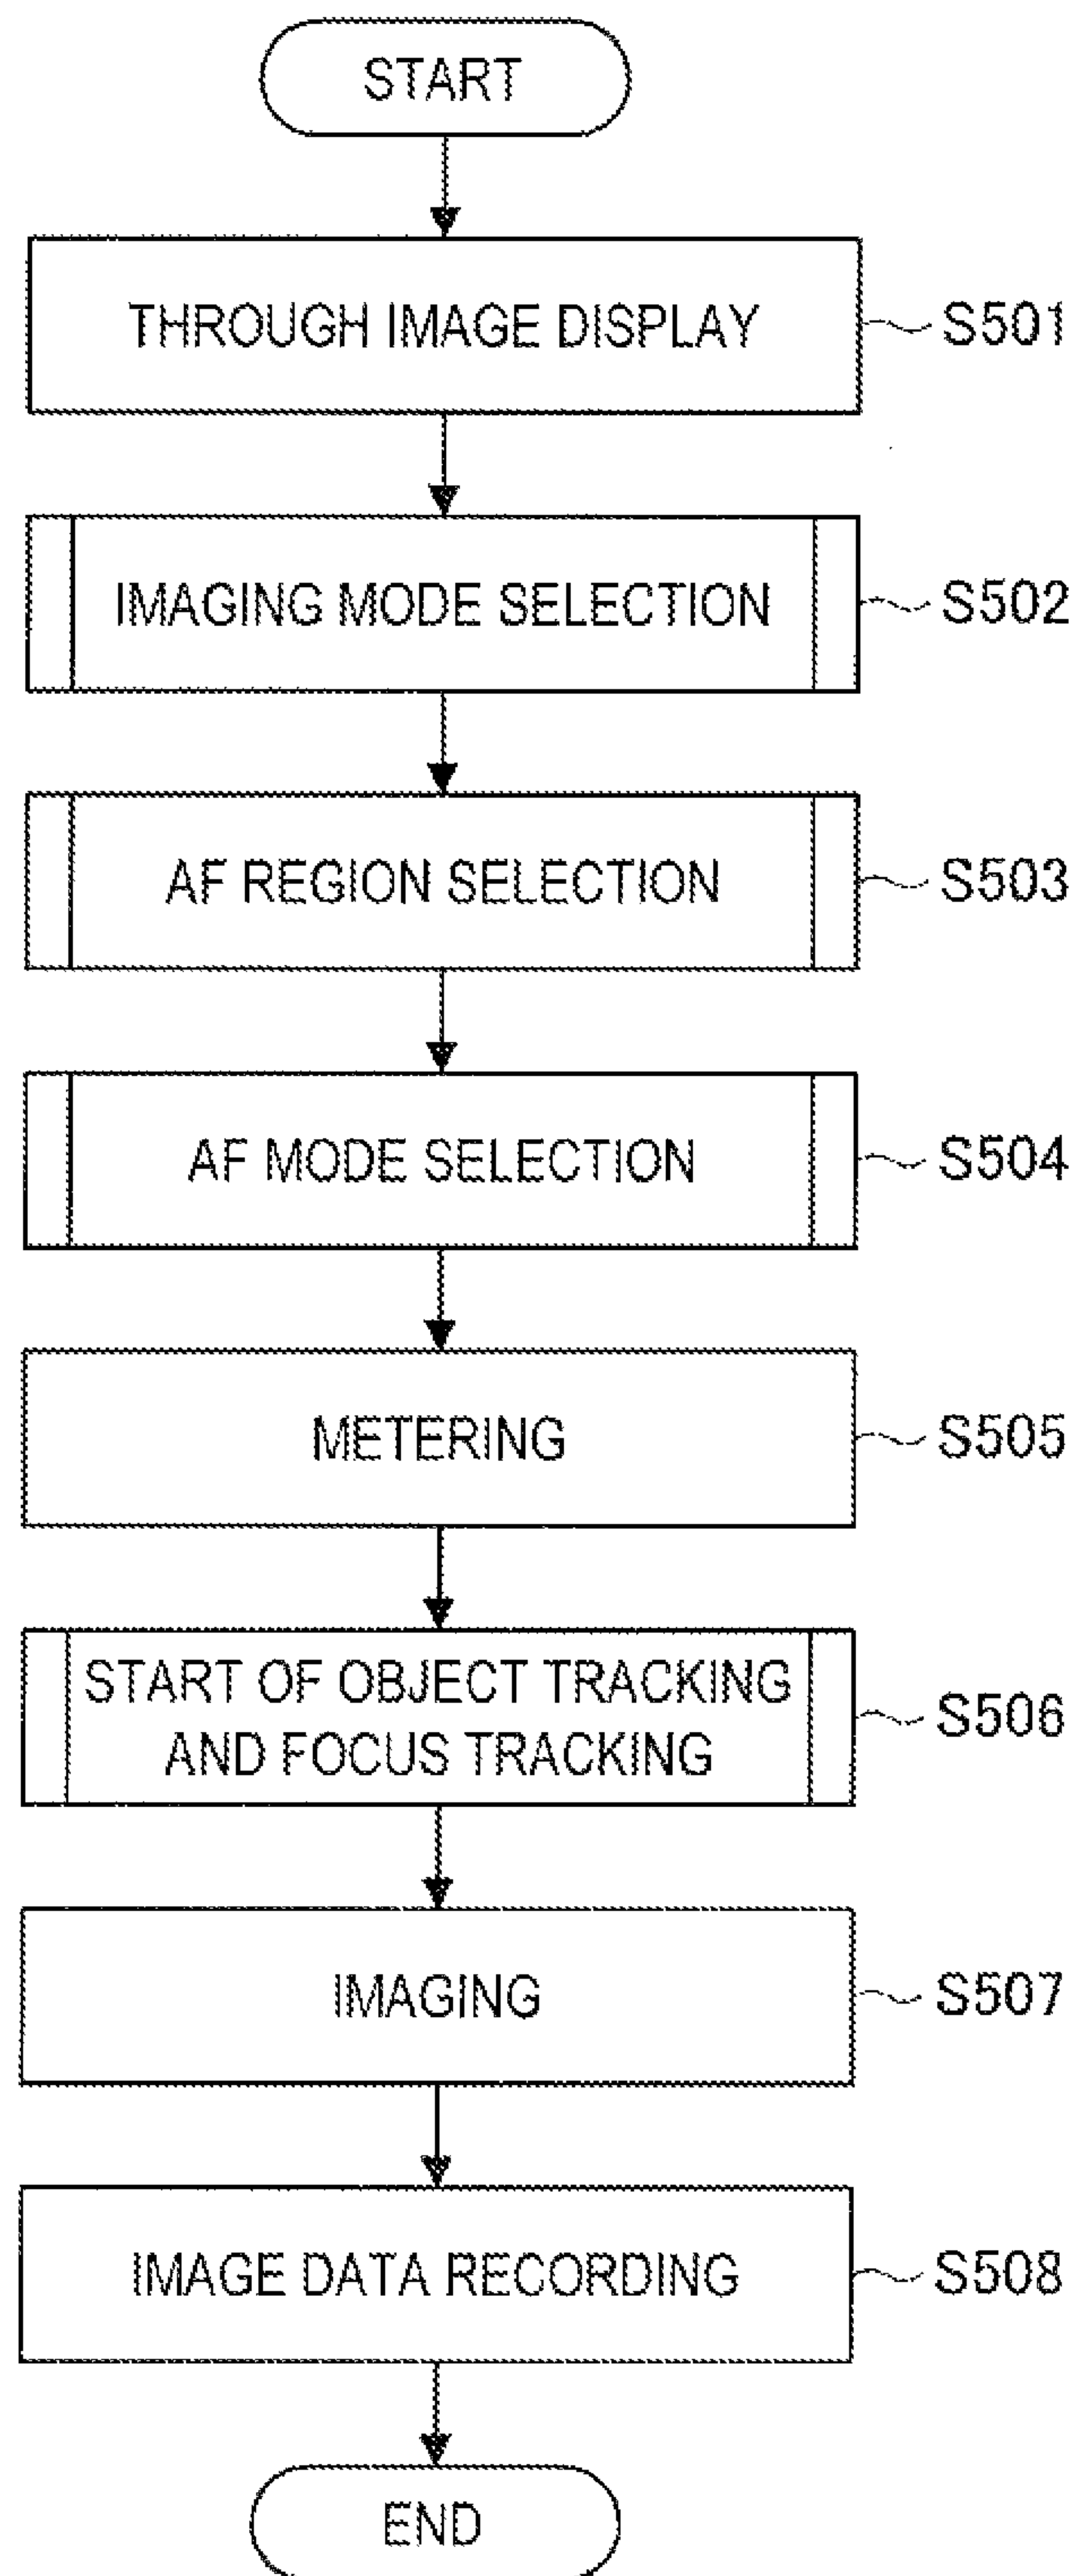 START
THROUGH IMAGE DISPLAY
S501
IMAGING MODE SELECTION
S502
AF REGION SELECTION
S503
AF MODE SELECTION
S504
METERING
S505
START OF OBJECT TRACKING
AND FOCUS TRACKING
S506
IMAGING
S507
IMAGE DATA RECORDING
S508
END